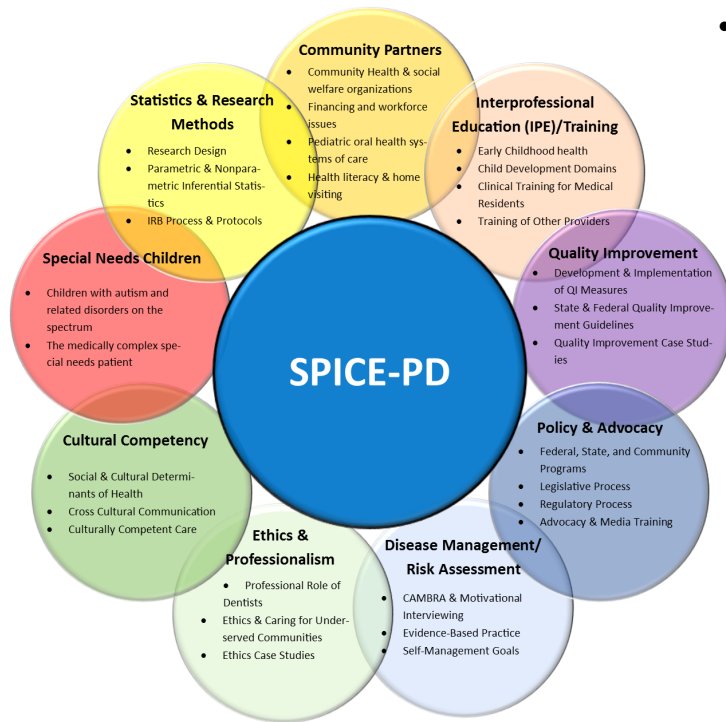 Community Partners
• Community Health & social
welfare organizations
• Financing and workforce
issues
• Pediatric oral health sys-
tems of care
• Health literacy & home
visiting
Interprofessional
Education (IPE)/Training
• Early Childhood health
• Child Development Domains
• Clinical Training for Medical
Residents
• Training of Other Providers
Quality Improvement
• Development & Implementation
of QI Measures
• State & Federal Quality Improve-
ment Guidelines
• Quality Improvement Case Stud-
ies
Policy & Advocacy
• Federal, State, and Community
Programs
• Legislative Process
• Regulatory Process
• Advocacy & Media Training
Disease Management/
Risk Assessment
• CAMBRA & Motivational
Interviewing
• Evidence-Based Practice
• Self-Management Goals
Ethics &
Professionalism
• Professional Role of
Dentists
• Ethics & Caring for Under-
served Communities
• Ethics Case Studies
Cultural Competency
• Social & Cultural Determi-
nants of Health
• Cross Cultural Communication
• Culturally Competent Care
Special Needs Children
• Children with autism and
related disorders on the
spectrum
• The medically complex spe-
cial needs patient
Statistics & Research
Methods
• Research Design
• Parametric & Nonpara-
metric Inferential Statis-
tics
• IRB Process & Protocols
SPICE-PD